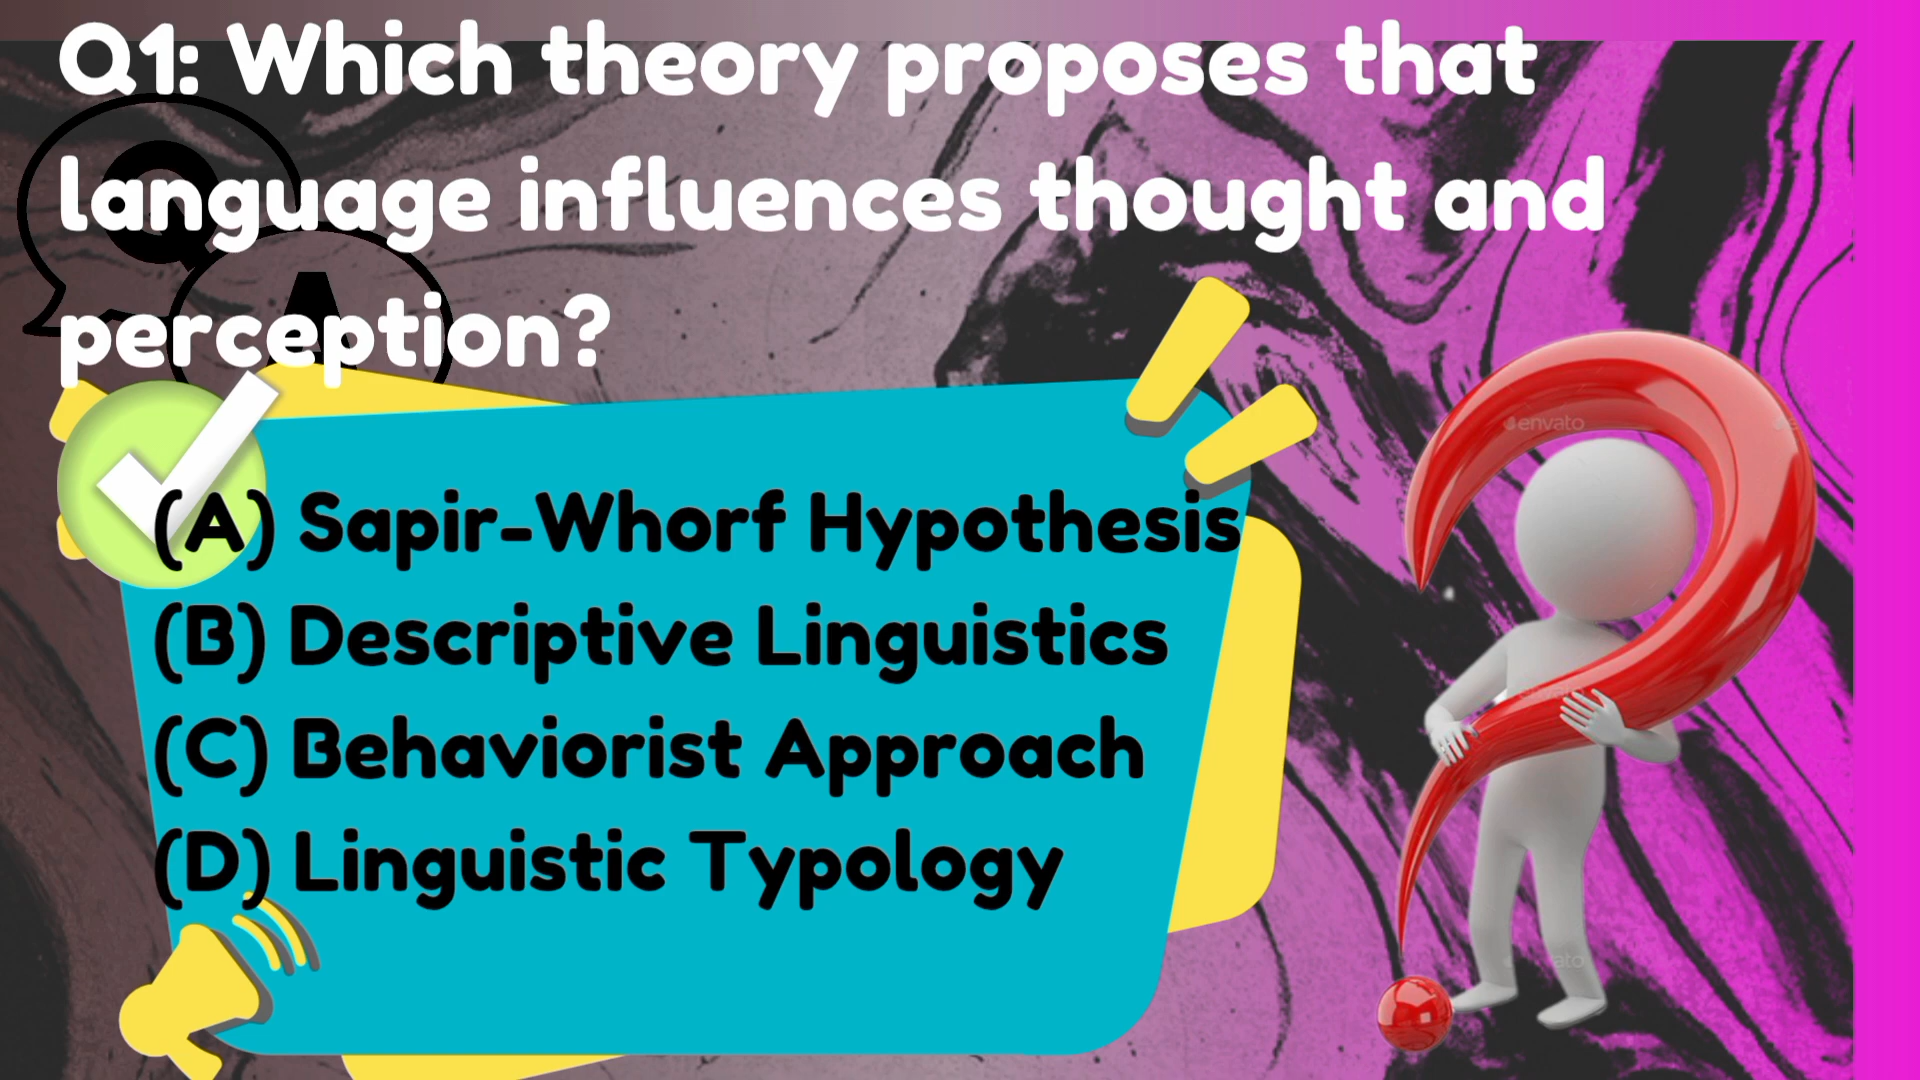 Q1: Which theory proposes that
language influences thought and
perception?
Q
A
(A) Sapir-Whorf Hypothesis
(B) Descriptive Linguistics
(C) Behaviorist Approach
(D) Linguistic Typology
envato